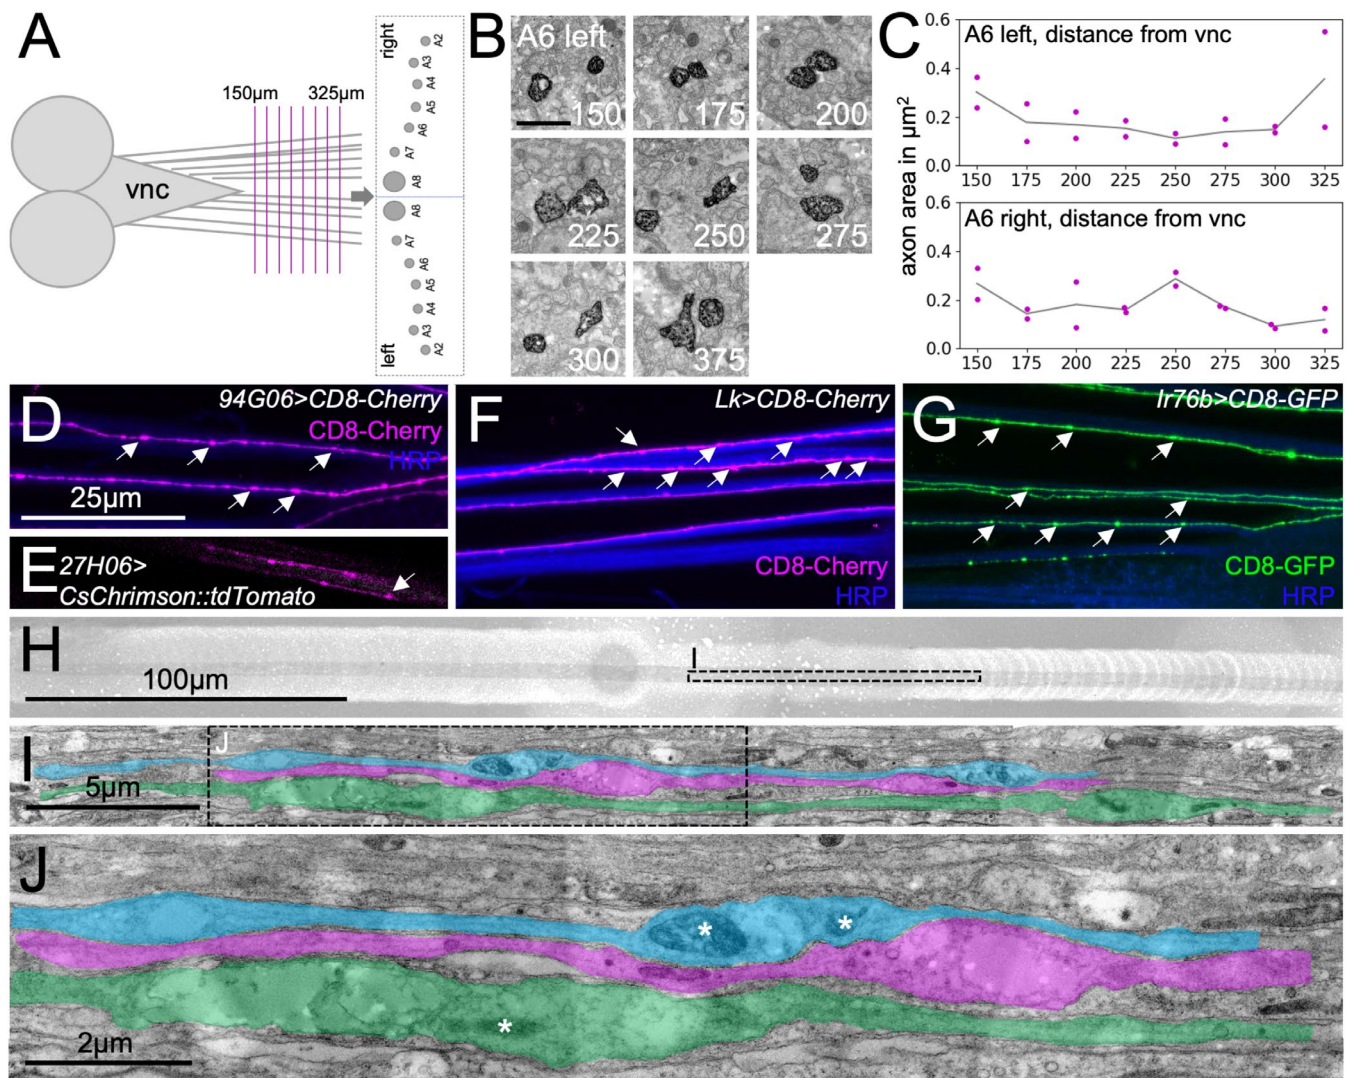 A
right
left
150µm
325µm
vnc
A2
A3
A4
A5
A6
A7
A8
A8
A7
A6
A5
A4
A3
A2
B
A6 left
150
175
200
225
250
275
300
375
C
axon area in µm²
A6 left, distance from vnc
0.6
0.4
0.2
0.0
150 175 200 225 250 275 300 325
A6 right, distance from vnc
0.6
0.4
0.2
0.0
150 175 200 225 250 275 300 325
D
94G06>CD8-Cherry
CD8-Cherry
HRP
25µm
E
27H06>
CsChrimson::tdTomato
F
Lk>CD8-Cherry
CD8-Cherry
HRP
G
Ir76b>CD8-GFP
CD8-GFP
HRP
H
I
100µm
I
J
5µm
J
* *
*
2µm